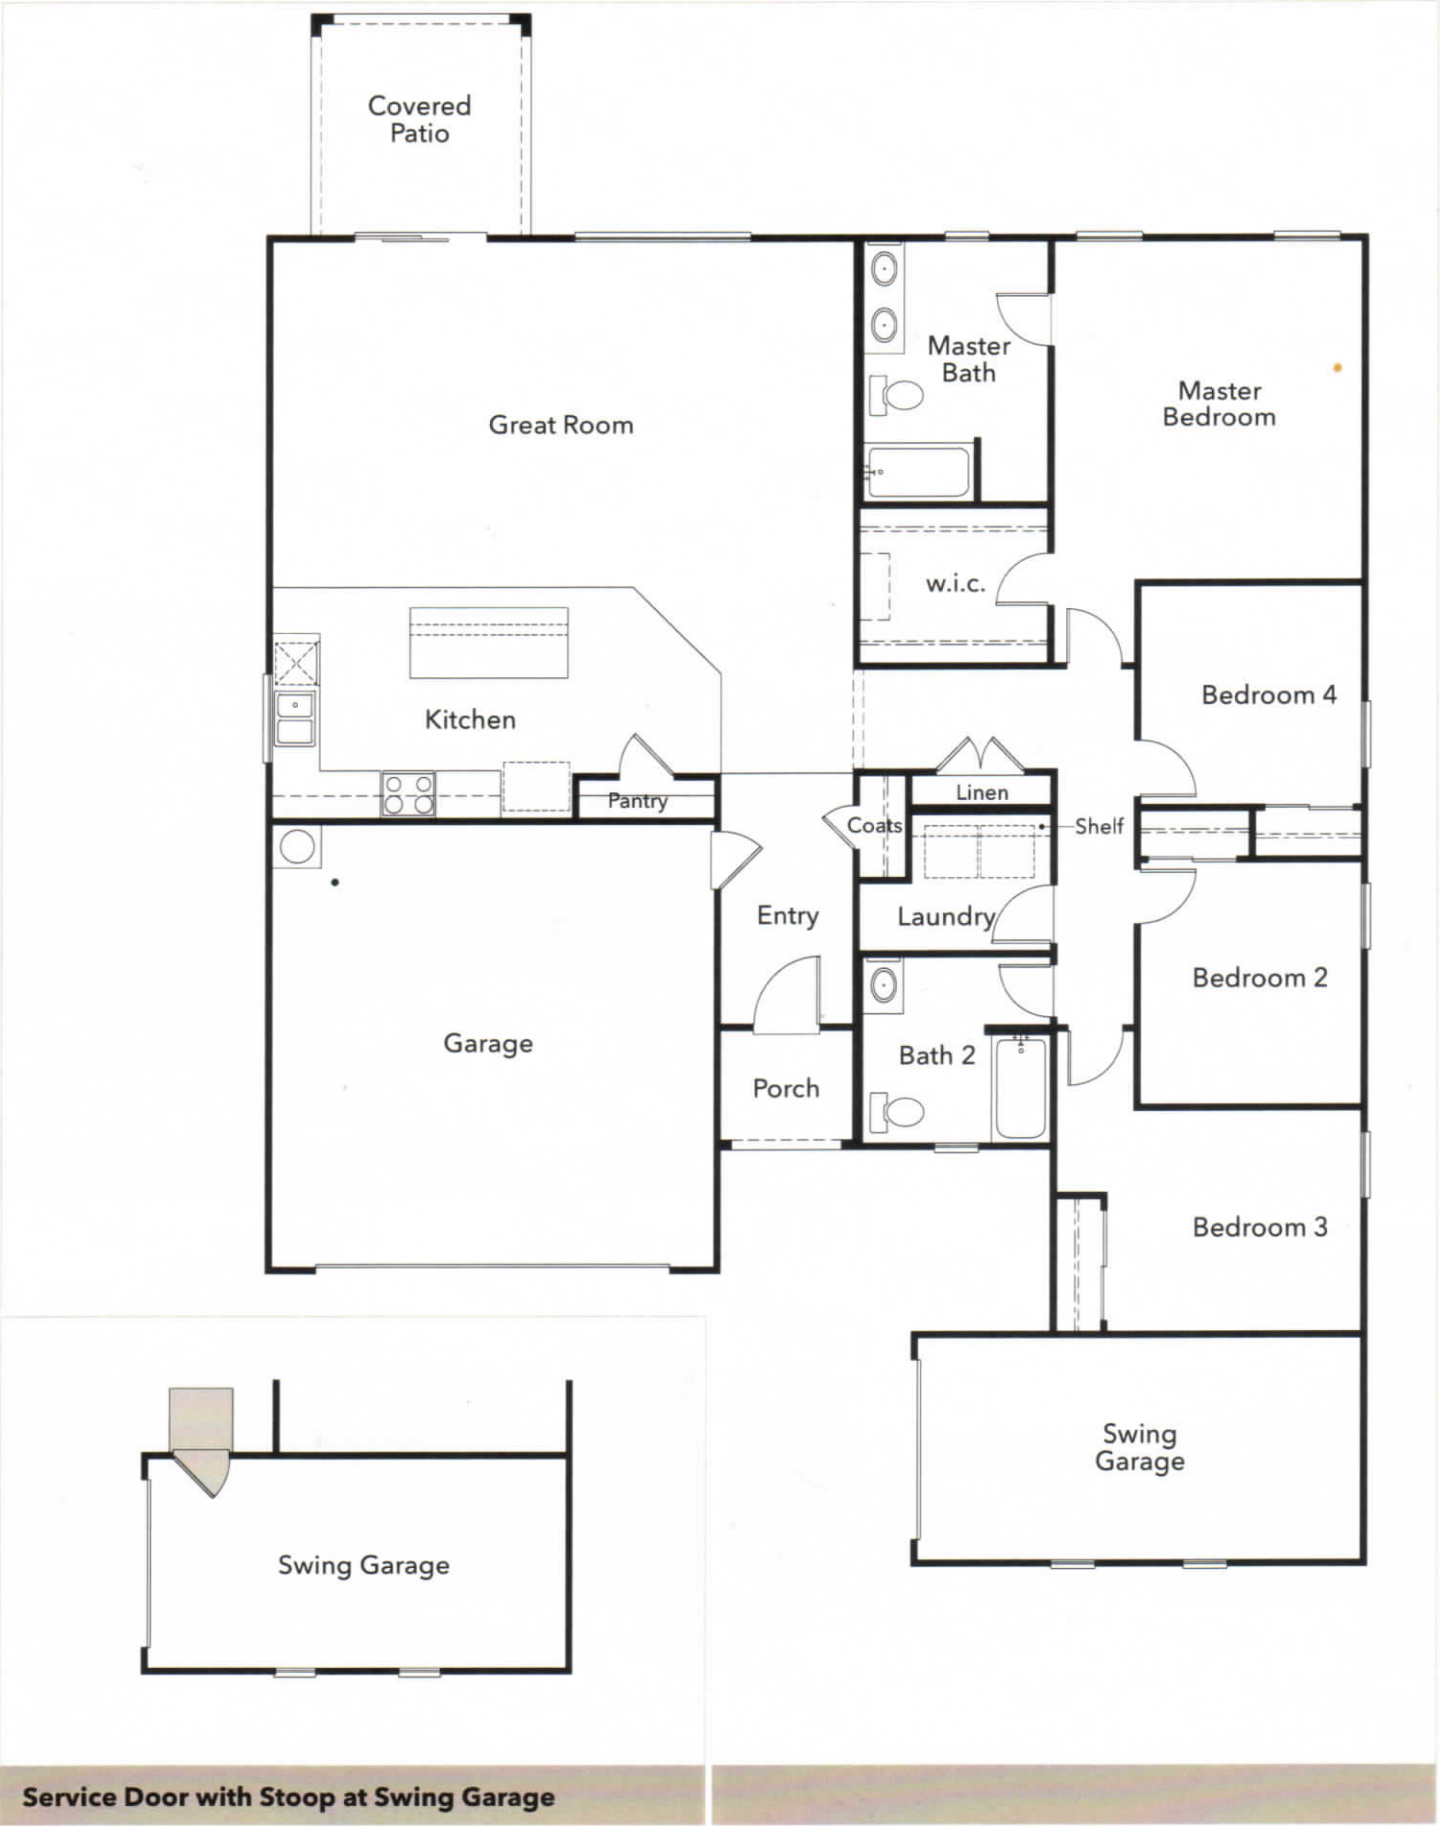 Covered
Patio
Great Room
Master
Bath
Master
Bedroom
w.i.c.
Bedroom 4
Kitchen
Pantry
Linen
Coats
Shelf
Entry
Laundry
Bedroom 2
Garage
Bath 2
Porch
Bedroom 3
Swing
Garage
Swing Garage
Service Door with Stoop at Swing Garage